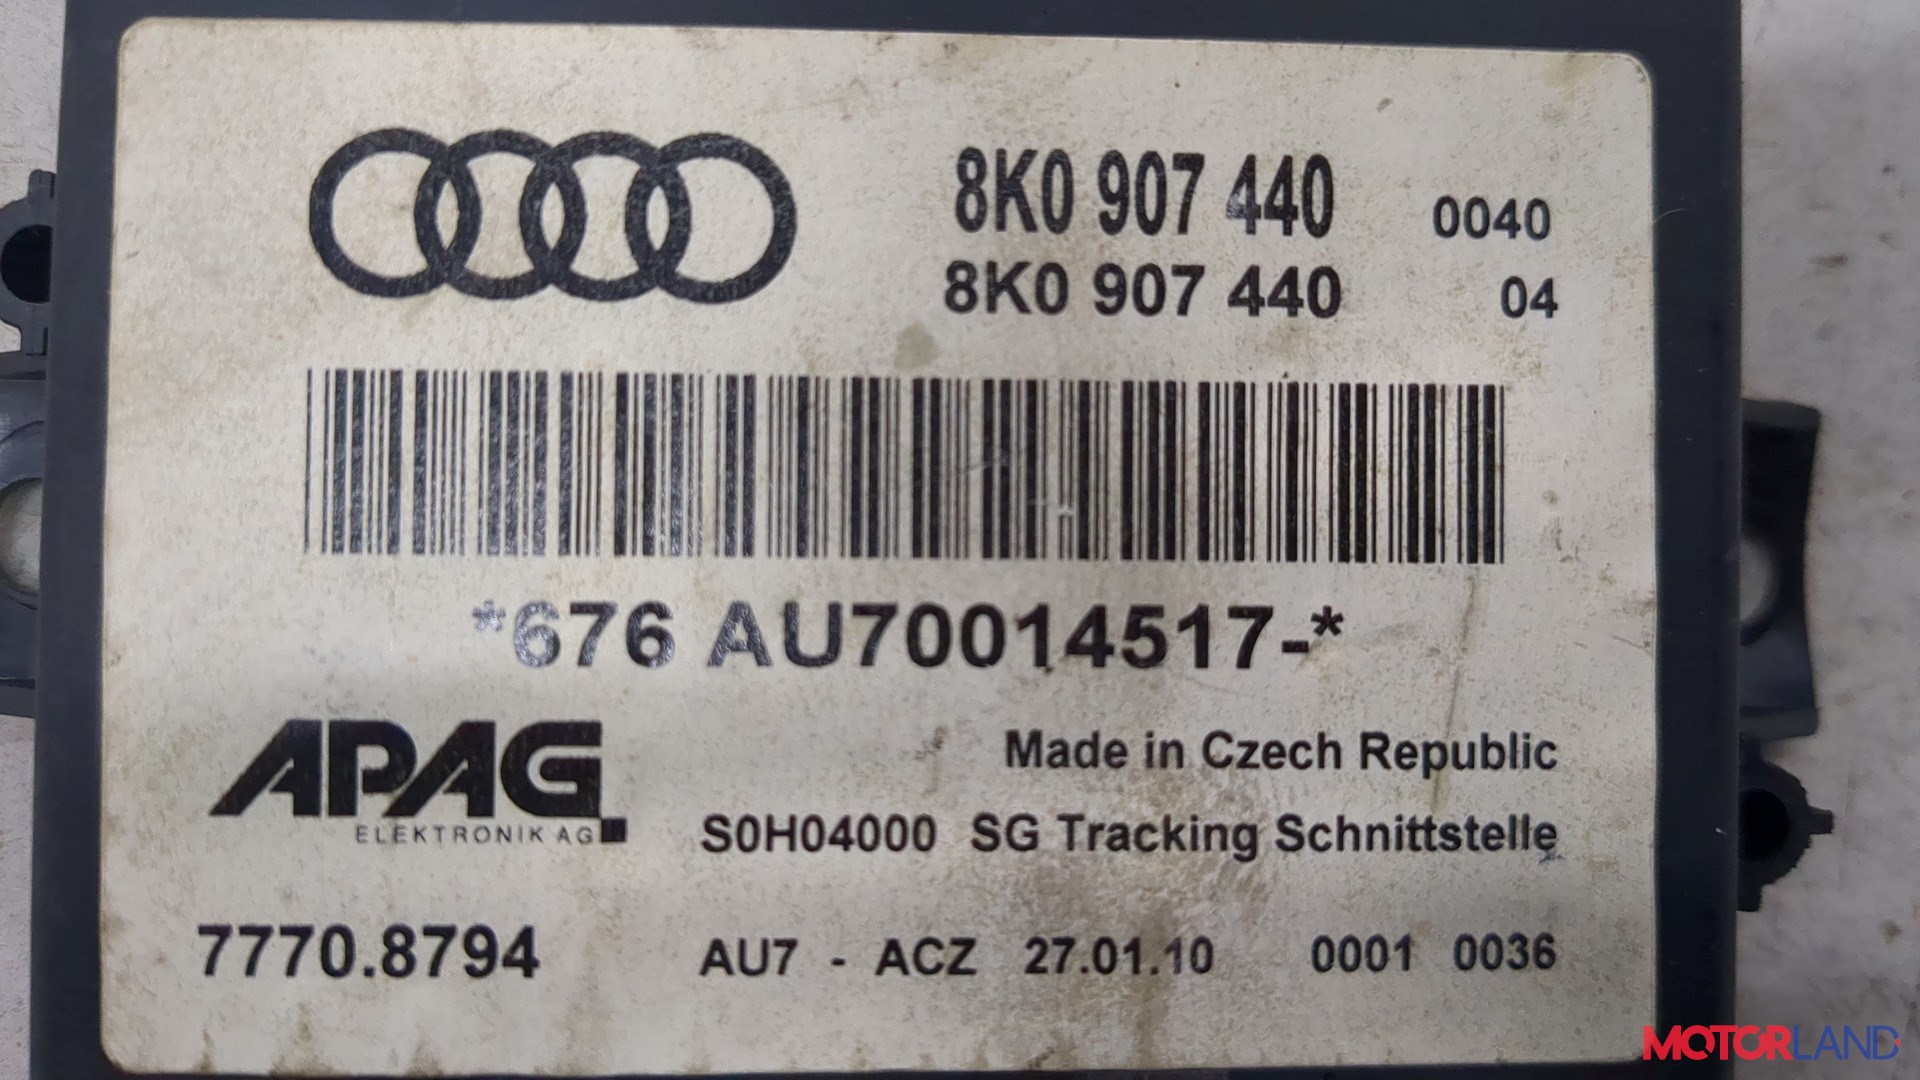 8K0 907 440 0040
8K0 907 440 04
*676 AU70014517-*
APAG
ELEKTRONIK AG
Made in Czech Republic
S0H04000 SG Tracking Schnittstelle
7770.8794 AU7 - ACZ 27.01.10 0001 0036
MOTORLAND